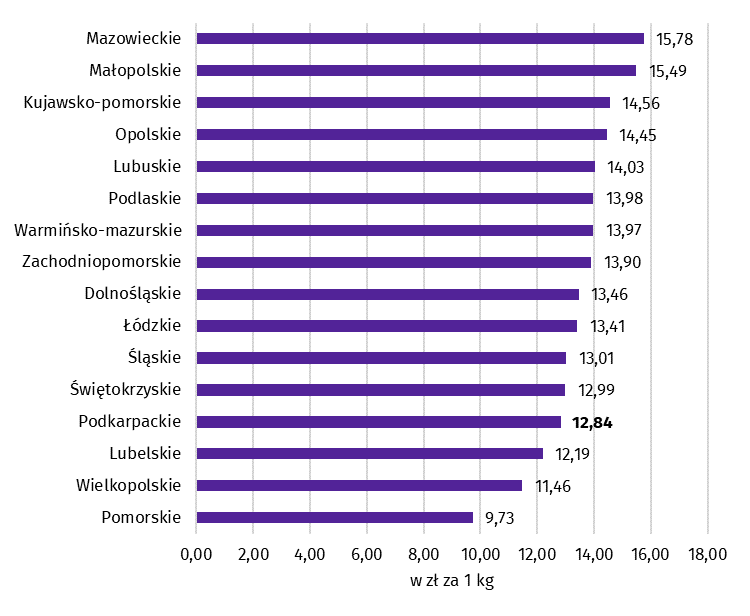 Mazowieckie 15,78
Małopolskie 15,49
Kujawsko-pomorskie 14,56
Opolskie 14,45
Lubuskie 14,03
Podlaskie 13,98
Warmińsko-mazurskie 13,97
Zachodniopomorskie 13,90
Dolnośląskie 13,46
Łódzkie 13,41
Śląskie 13,01
Świętokrzyskie 12,99
Podkarpackie 12,84
Lubelskie 12,19
Wielkopolskie 11,46
Pomorskie 9,73
0,00 2,00 4,00 6,00 8,00 10,00 12,00 14,00 16,00 18,00
w zł za 1 kg